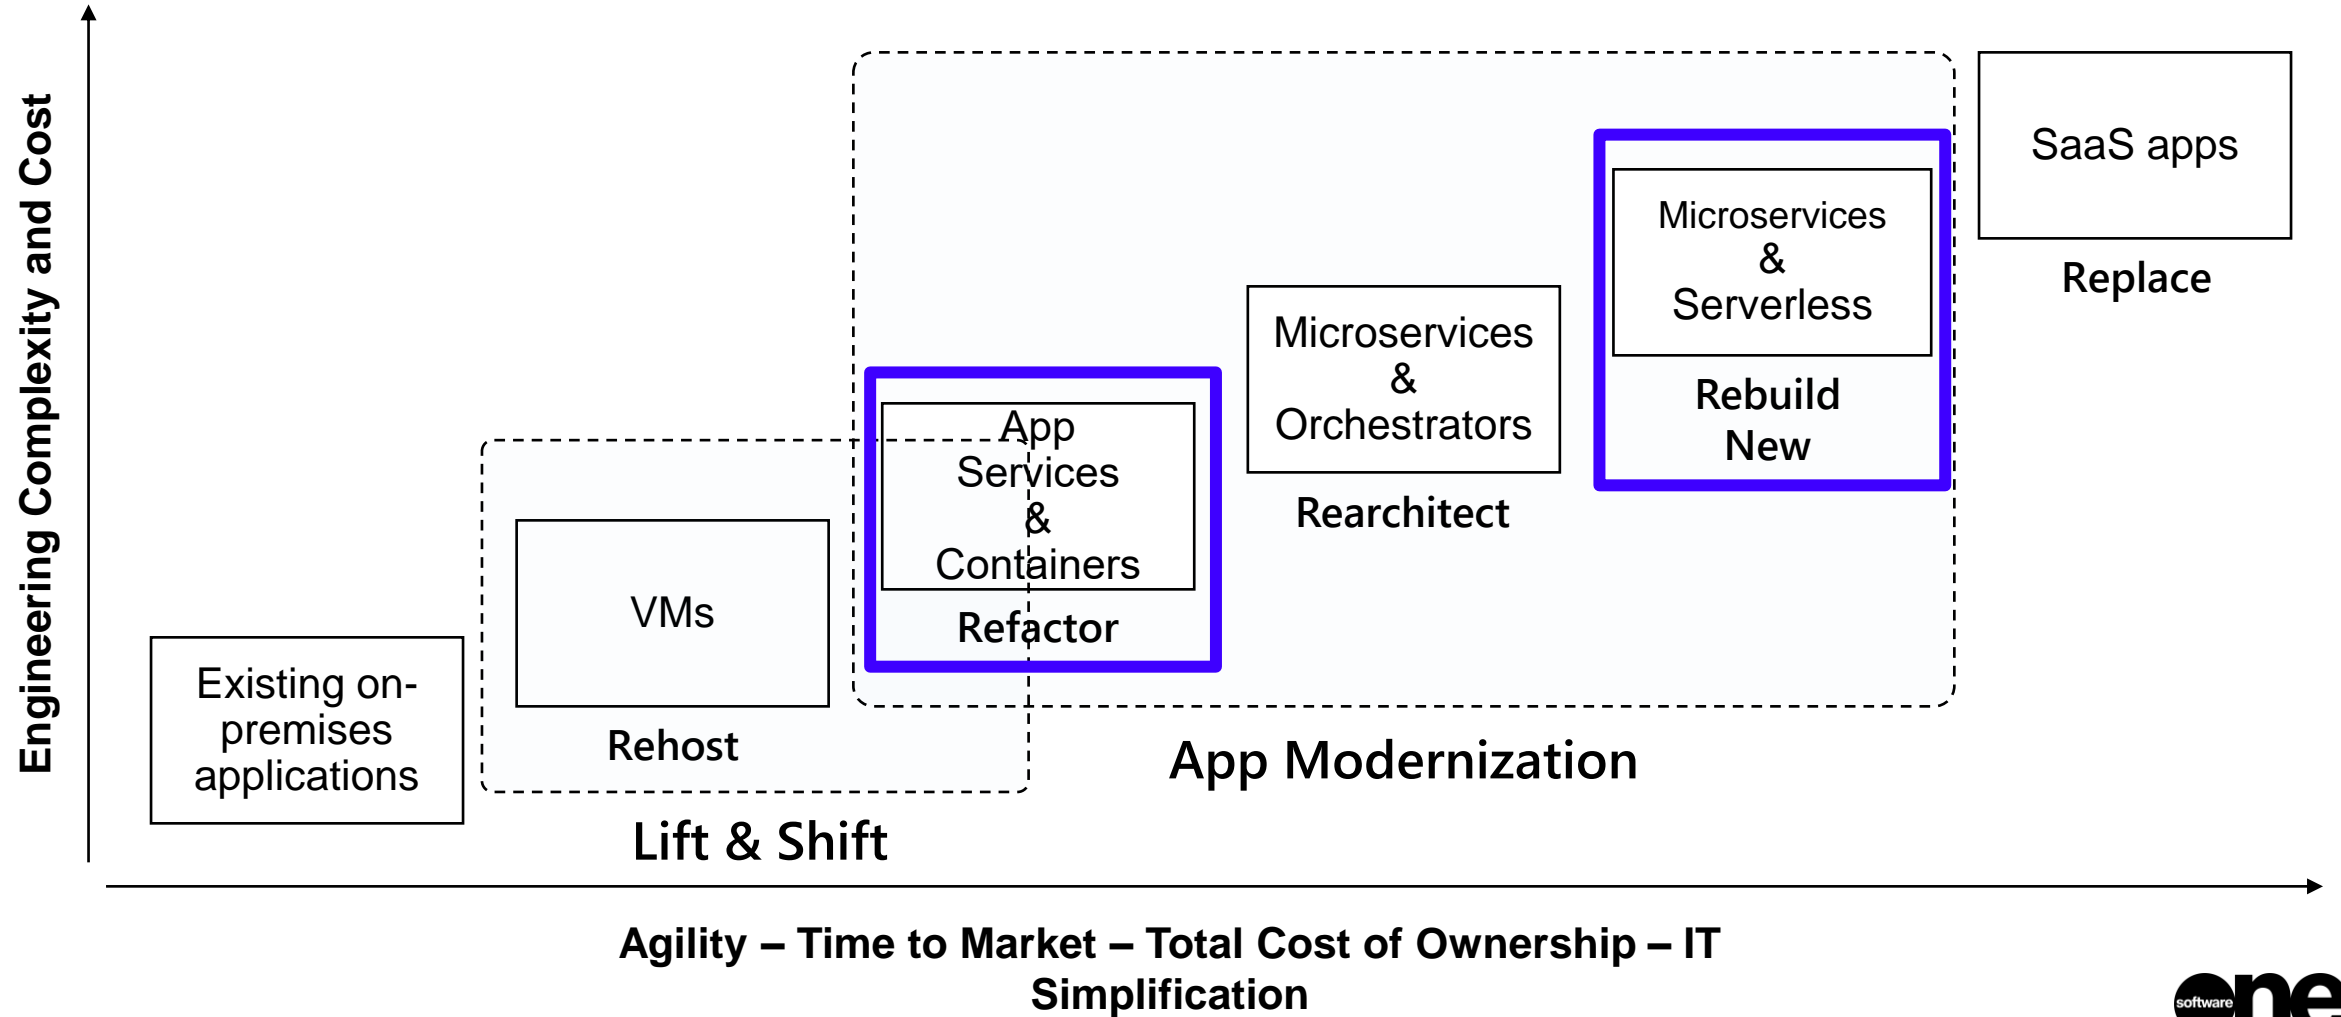 Engineering Complexity and Cost
SaaS apps
Replace
Microservices
&
Serverless
Rebuild
New
Microservices
&
Orchestrators
Rearchitect
App
Services
&
Containers
Refactor
VMs
Rehost
Existing on-
premises
applications
App Modernization
Lift & Shift
Agility – Time to Market – Total Cost of Ownership – IT
Simplification
software one